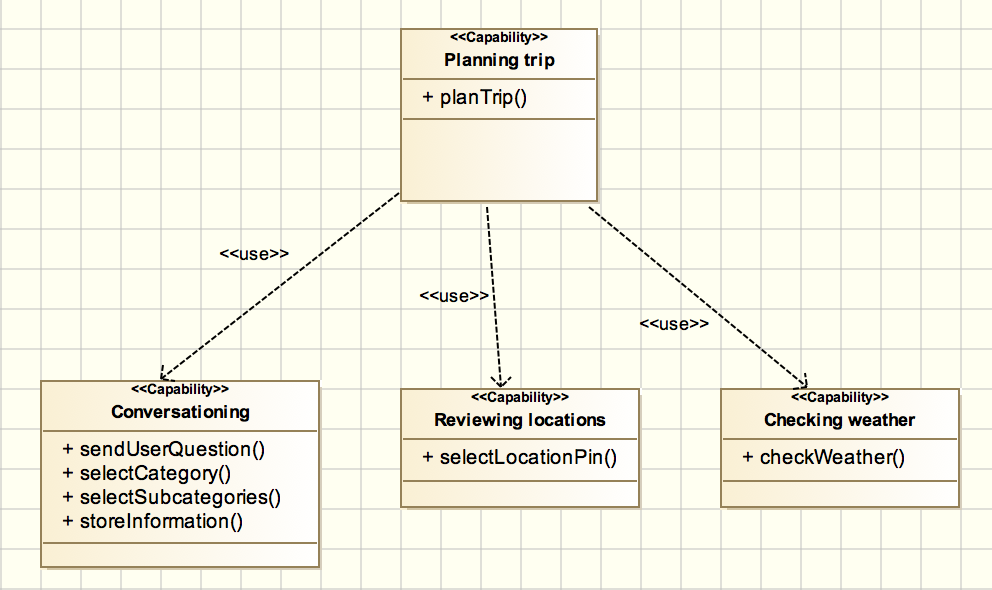 <<Capability>>
Planning trip
+ planTrip()
<<use>>
<<use>>
<<use>>
<<Capability>>
Conversationing
+ sendUserQuestion()
+ selectCategory()
+ selectSubcategories()
+ storeInformation()
<<Capability>>
Reviewing locations
+ selectLocationPin()
<<Capability>>
Checking weather
+ checkWeather()